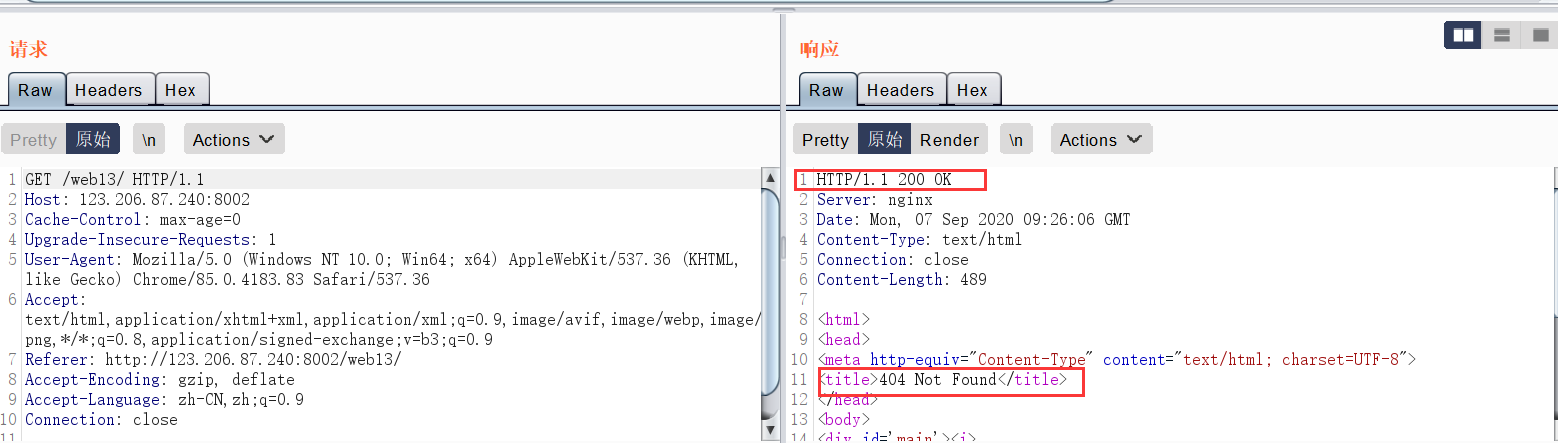 请求
Raw Headers Hex
Pretty 原始 \n Actions
1 GET /web13/ HTTP/1.1
2 Host: 123.206.87.240:8002
3 Cache-Control: max-age=0
4 Upgrade-Insecure-Requests: 1
5 User-Agent: Mozilla/5.0 (Windows NT 10.0; Win64; x64) AppleWebKit/537.36 (KHTML,
like Gecko) Chrome/85.0.4183.83 Safari/537.36
6 Accept:
text/html,application/xhtml+xml,application/xml;q=0.9,image/avif,image/webp,image/
png,*/*;q=0.8,application/signed-exchange;v=b3;q=0.9
7 Referer: http://123.206.87.240:8002/web13/
8 Accept-Encoding: gzip, deflate
9 Accept-Language: zh-CN,zh;q=0.9
10 Connection: close
11
响应
Raw Headers Hex
Pretty 原始 Render \n Actions
1 HTTP/1.1 200 OK
2 Server: nginx
3 Date: Mon, 07 Sep 2020 09:26:06 GMT
4 Content-Type: text/html
5 Connection: close
6 Content-Length: 489
7
8 <html>
9 <head>
10 <meta http-equiv="Content-Type" content="text/html; charset=UTF-8">
11 <title>404 Not Found</title>
12 </head>
13 <body>
14 <div id='main'><i>